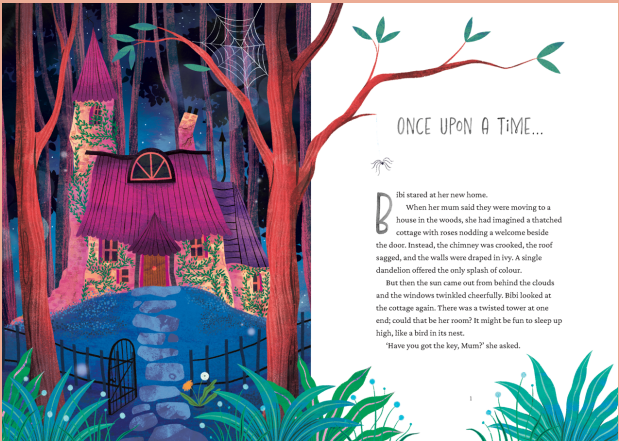 ONCE UPON A TIME...
Bibi stared at her new home.
When her mum said they were moving to a
house in the woods, she had imagined a thatched
cottage with roses nodding a welcome beside
the door. Instead, the chimney was crooked, the roof
sagged, and the walls were draped in ivy. A single
dandelion offered the only splash of colour.
But then the sun came out from behind the clouds
and the windows twinkled cheerfully. Bibi looked at
the cottage again. There was a twisted tower at one
end; could that be her room? It might be fun to sleep up
high, like a bird in its nest.
‘Have you got the key, Mum?’ she asked.
1